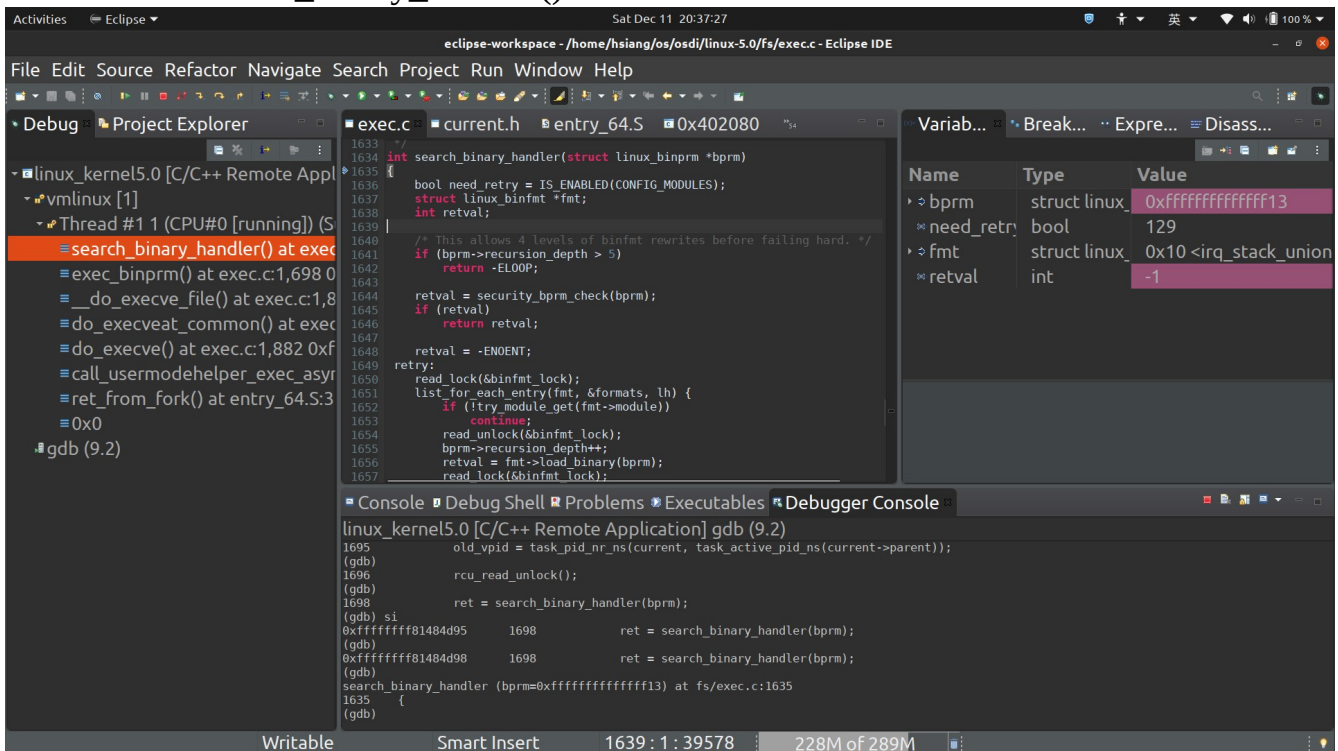 Activities Eclipse Sat Dec 11 20:37:27 英 100 %
eclipse-workspace - /home/hsiang/os/osdi/linux-5.0/fs/exec.c - Eclipse IDE
File Edit Source Refactor Navigate Search Project Run Window Help
Debug Project Explorer
linux_kernel5.0 [C/C++ Remote Appl
vmlinux [1]
Thread #1 1 (CPU#0 [running]) (S
search_binary_handler() at exec
exec_binprm() at exec.c:1,698 0
__do_execve_file() at exec.c:1,8
do_execveat_common() at exec
do_execve() at exec.c:1,882 0xf
call_usermodehelper_exec_asyn
ret_from_fork() at entry_64.S:3
0x0
gdb (9.2)
exec.c current.h entry_64.S 0x402080 "54
1633 */
1634 int search_binary_handler(struct linux_binprm *bprm)
1635 {
1636 bool need_retry = IS_ENABLED(CONFIG_MODULES);
1637 struct linux_binfmt *fmt;
1638 int retval;
1639
1640 /* This allows 4 levels of binfmt rewrites before failing hard. */
1641 if (bprm->recursion_depth > 5)
1642 return -ELOOP;
1643
1644 retval = security_bprm_check(bprm);
1645 if (retval)
1646 return retval;
1647
1648 retval = -ENOENT;
1649 retry:
1650 read_lock(&binfmt_lock);
1651 list_for_each_entry(fmt, &formats, lh) {
1652 if (!try_module_get(fmt->module))
1653 continue;
1654 read_unlock(&binfmt_lock);
1655 bprm->recursion_depth++;
1656 retval = fmt->load_binary(bprm);
1657 read_lock(&binfmt_lock);
Variab... Break... Expre... Disass...
Name Type Value
bprm struct linux_ 0xffffffffffffff13
need_retry bool 129
fmt struct linux_ 0x10 <irq_stack_union
retval int -1
Console Debug Shell Problems Executables Debugger Console
linux_kernel5.0 [C/C++ Remote Application] gdb (9.2)
1695 old_vpid = task_pid_nr_ns(current, task_active_pid_ns(current->parent));
(gdb)
1696 rcu_read_unlock();
(gdb)
1698 ret = search_binary_handler(bprm);
(gdb) si
0xffffffff81484d95 1698 ret = search_binary_handler(bprm);
(gdb)
0xffffffff81484d98 1698 ret = search_binary_handler(bprm);
(gdb)
search_binary_handler (bprm=0xffffffffffffff13) at fs/exec.c:1635
1635 {
(gdb)
Writable Smart Insert 1639 : 1 : 39578 228M of 289M